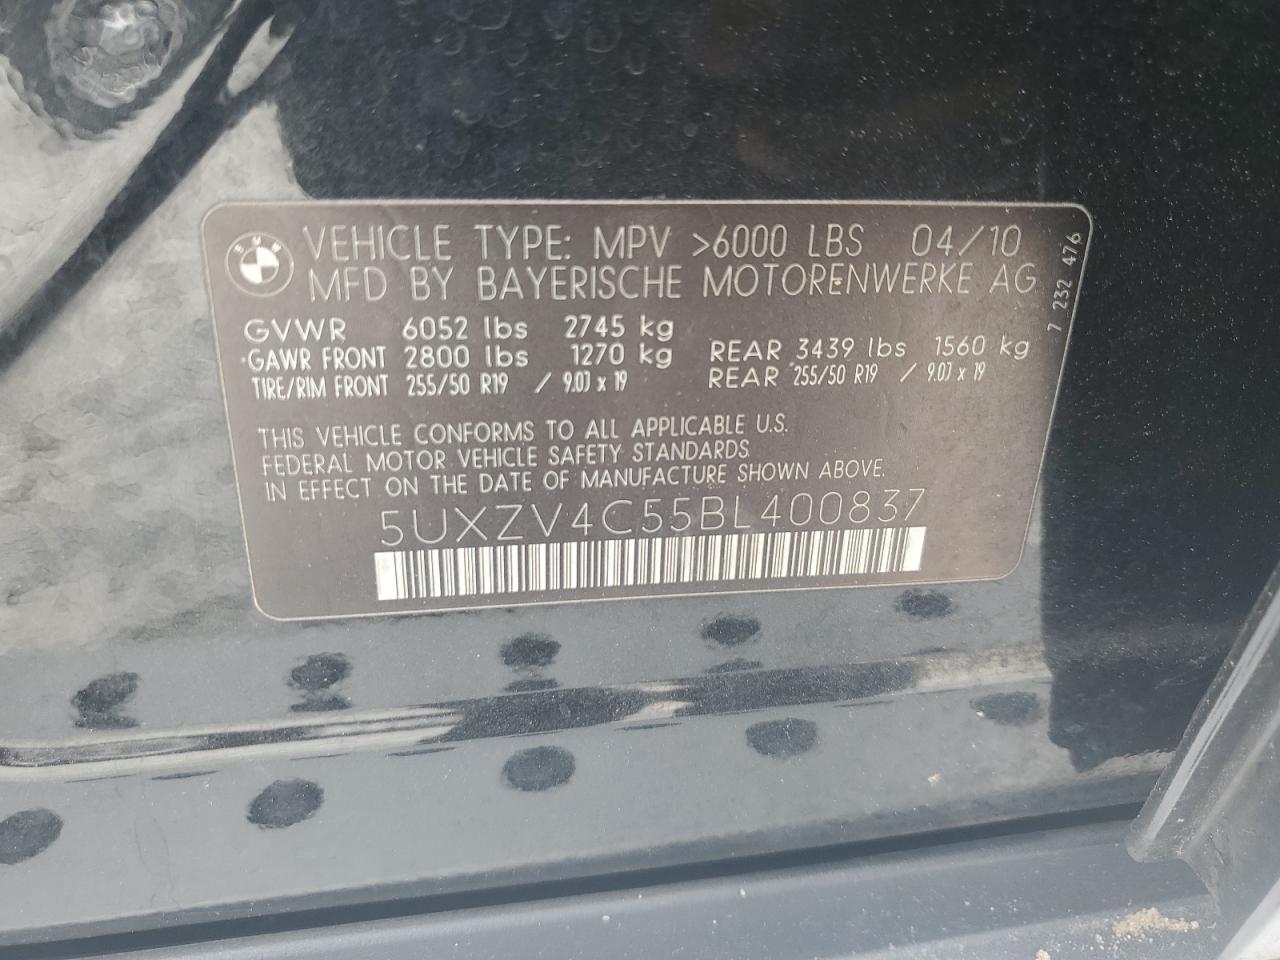 BMW
VEHICLE TYPE: MPV >6000 LBS 04/10
MFD BY BAYERISCHE MOTORENWERKE AG
7 232 476
GVWR 6052 lbs 2745 kg
GAWR FRONT 2800 lbs 1270 kg REAR 3439 lbs 1560 kg
TIRE/RIM FRONT 255/50 R19 / 9.0J x 19 REAR 255/50 R19 / 9.0J x 19
THIS VEHICLE CONFORMS TO ALL APPLICABLE U.S.
FEDERAL MOTOR VEHICLE SAFETY STANDARDS
IN EFFECT ON THE DATE OF MANUFACTURE SHOWN ABOVE.
5UXZV4C55BL400837